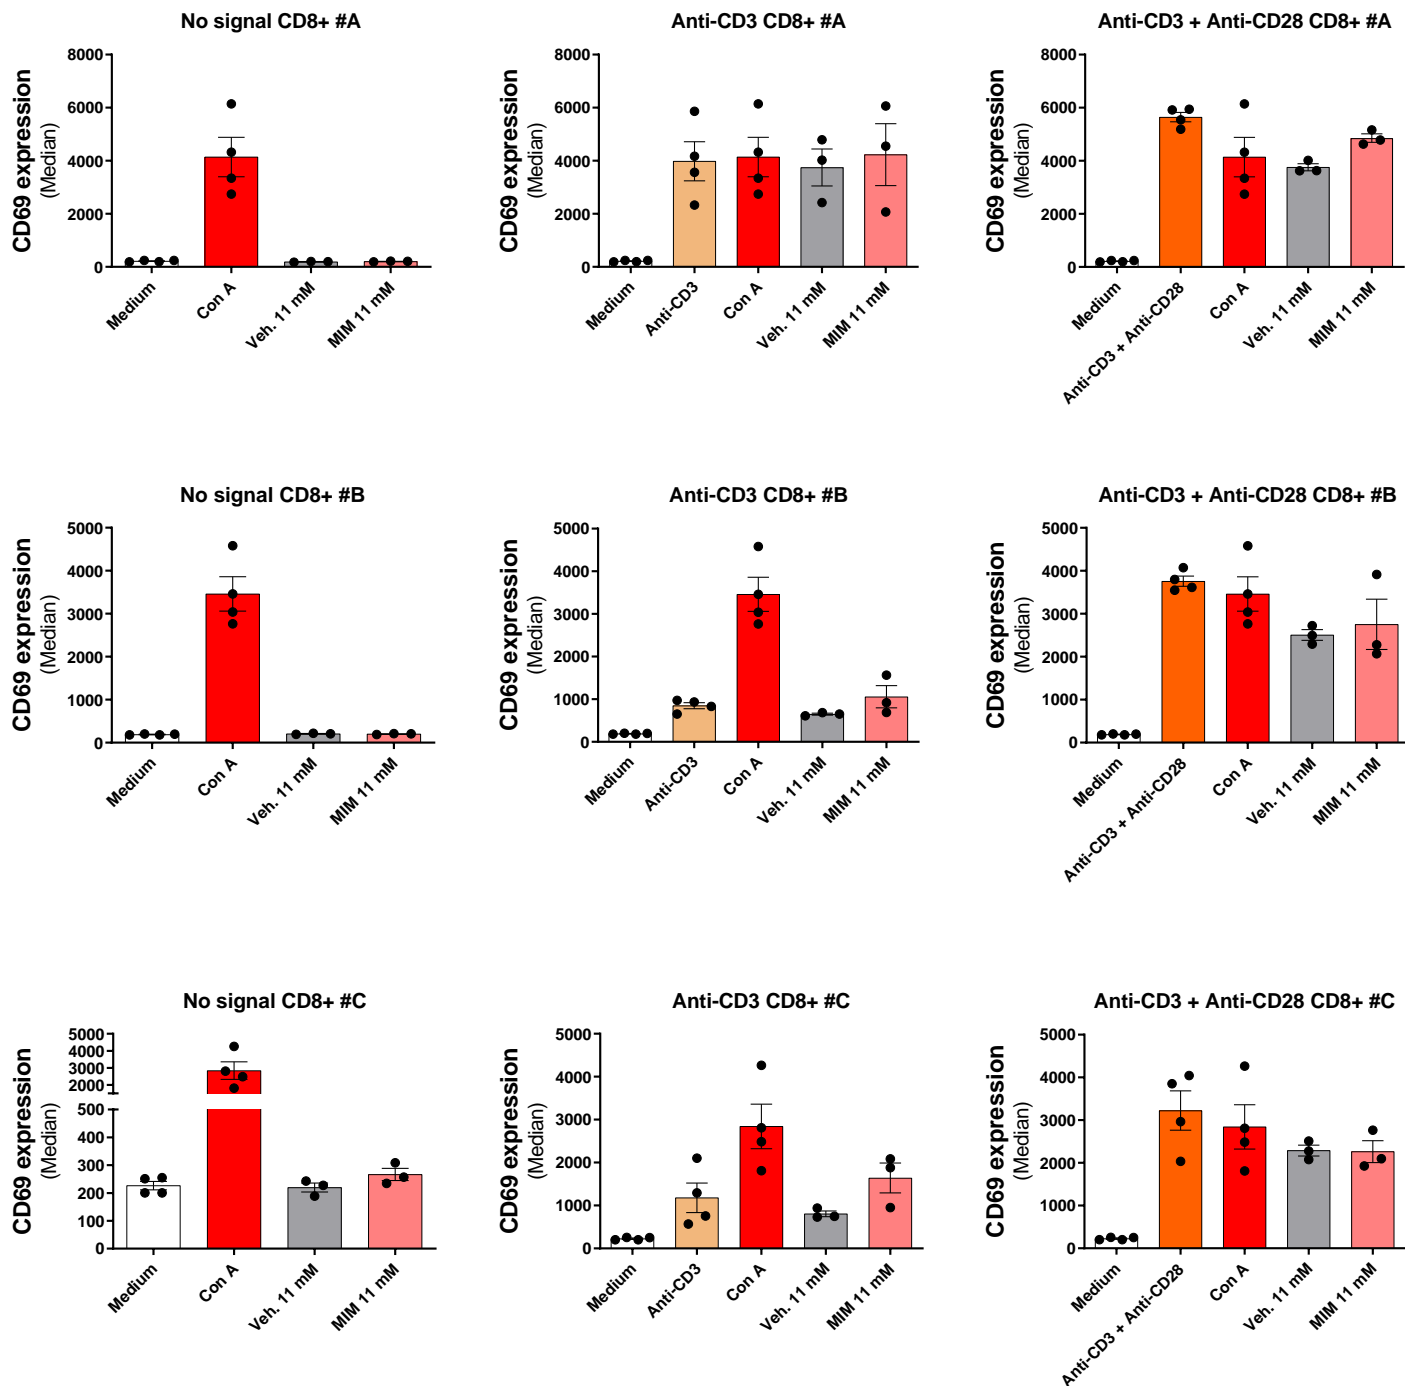 No signal CD8+ #A
CD69 expression
(Median)
8000
6000
4000
2000
0
Medium
Con A
Veh. 11 mM
MIM 11 mM
Anti-CD3 CD8+ #A
CD69 expression
(Median)
8000
6000
4000
2000
0
Medium
Anti-CD3
Con A
Veh. 11 mM
MIM 11 mM
Anti-CD3 + Anti-CD28 CD8+ #A
CD69 expression
(Median)
8000
6000
4000
2000
0
Medium
Anti-CD3 + Anti-CD28
Con A
Veh. 11 mM
MIM 11 mM
No signal CD8+ #B
CD69 expression
(Median)
5000
4000
3000
2000
1000
0
Medium
Con A
Veh. 11 mM
MIM 11 mM
Anti-CD3 CD8+ #B
CD69 expression
(Median)
5000
4000
3000
2000
1000
0
Medium
Anti-CD3
Con A
Veh. 11 mM
MIM 11 mM
Anti-CD3 + Anti-CD28 CD8+ #B
CD69 expression
(Median)
5000
4000
3000
2000
1000
0
Medium
Anti-CD3 + Anti-CD28
Con A
Veh. 11 mM
MIM 11 mM
No signal CD8+ #C
CD69 expression
(Median)
5000
4000
3000
2000
500
400
300
200
100
0
Medium
Con A
Veh. 11 mM
MIM 11 mM
Anti-CD3 CD8+ #C
CD69 expression
(Median)
5000
4000
3000
2000
1000
0
Medium
Anti-CD3
Con A
Veh. 11 mM
MIM 11 mM
Anti-CD3 + Anti-CD28 CD8+ #C
CD69 expression
(Median)
5000
4000
3000
2000
1000
0
Medium
Anti-CD3 + Anti-CD28
Con A
Veh. 11 mM
MIM 11 mM